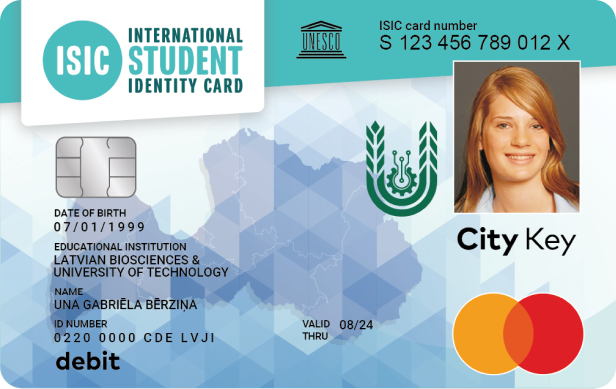 ISIC
INTERNATIONAL
STUDENT
IDENTITY CARD
UNESCO
ISIC card number
S 123 456 789 012 X
City Key
DATE OF BIRTH
07/01/1999
EDUCATIONAL INSTITUTION
LATVIAN BIOSCIENCES &
UNIVERSITY OF TECHNOLOGY
NAME
UNA GABRIĒLA BĒRZIŅA
ID NUMBER
0220 0000 CDE LVJI
VALID 08/24
THRU
debit